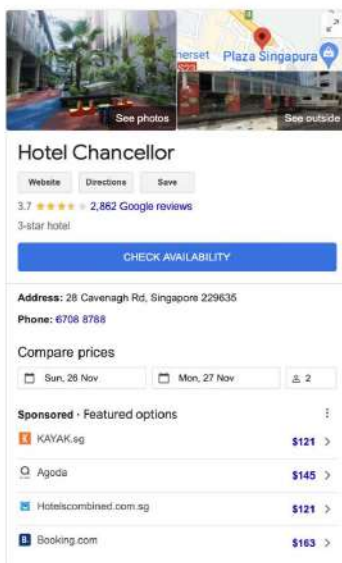 Plaza Singapura
See photos
See outside
Hotel Chancellor
Website
Directions
Save
3.7
2,862 Google reviews
3-star hotel
CHECK AVAILABILITY
Address: 28 Cavenagh Rd, Singapore 229635
Phone: 6708 8788
Compare prices
Sun, 26 Nov
Mon, 27 Nov
2
Sponsored · Featured options
KAYAK.sg
$121
Agoda
$145
Hotelscombined.com.sg
$121
Booking.com
$163